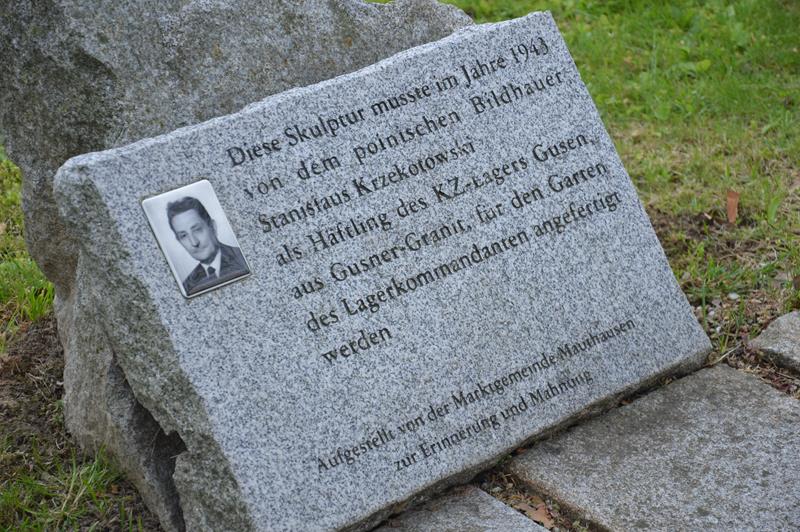 Diese Skulptur musste im Jahre 1943
von dem polnischen Bildhauer
Stanislaus Krzekotowski
als Häftling des KZ-Lagers Gusen,
aus Gusner-Granit, für den Garten
des Lagerkommandanten angefertigt
werden
Aufgestellt von der Marktgemeinde Mauthausen
zur Erinnerung und Mahnung